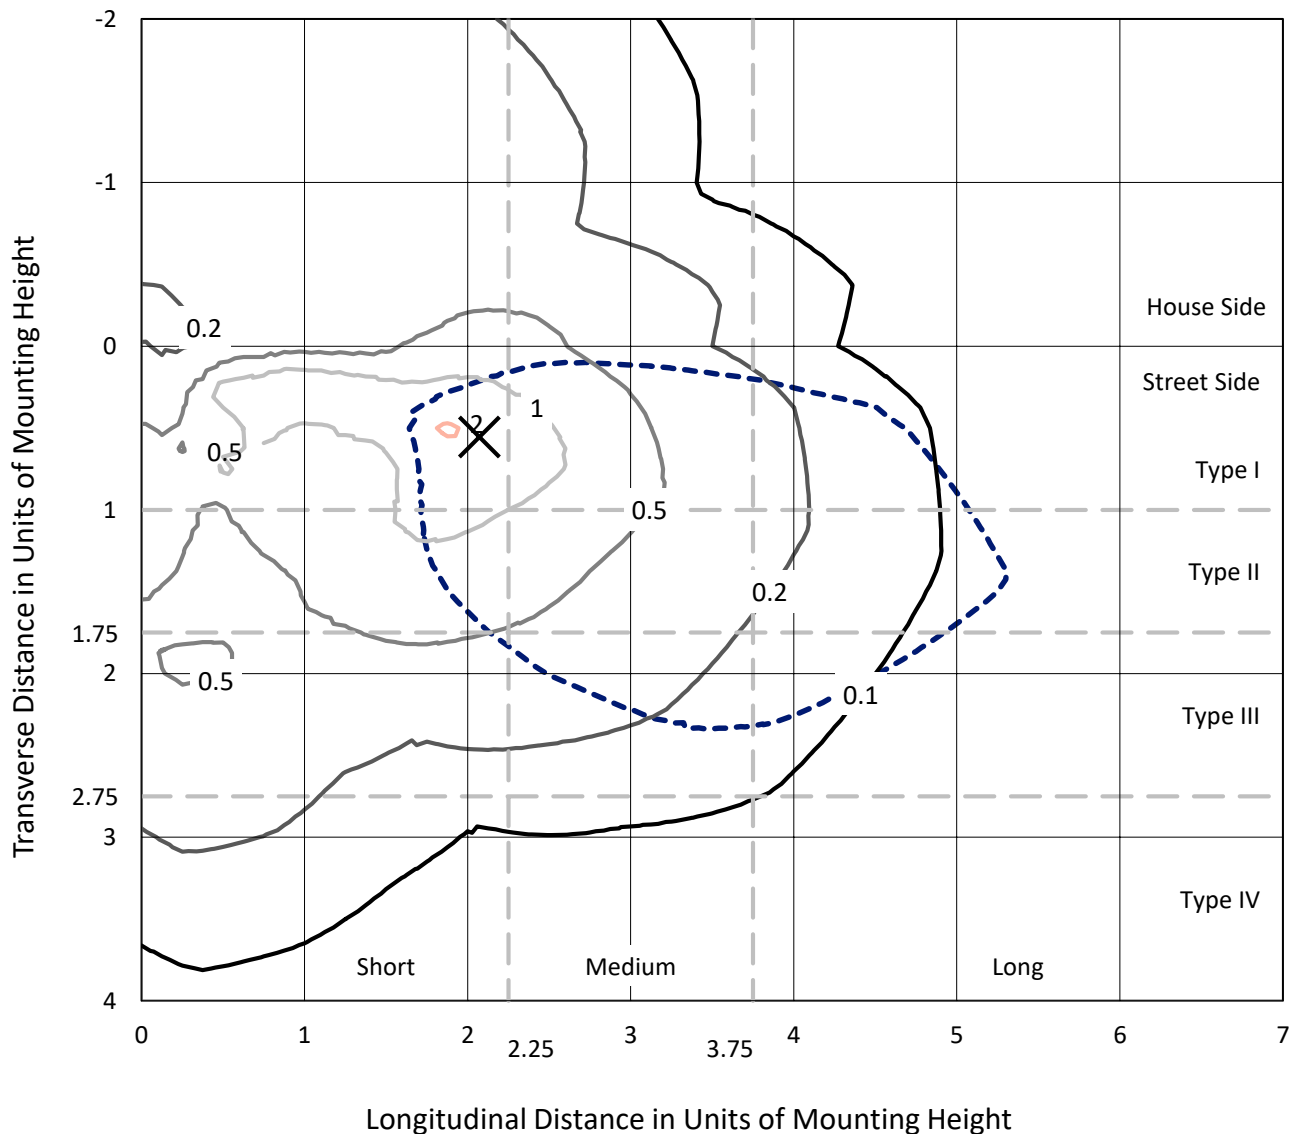 -2
-1
0
1
1.75
2
2.75
3
4
Transverse Distance in Units of Mounting Height
0.2
0.5
2
1
0.5
0.2
0.5
0.1
House Side
Street Side
Type I
Type II
Type III
Type IV
Short
Medium
Long
0
1
2
2.25
3
3.75
4
5
6
7
Longitudinal Distance in Units of Mounting Height